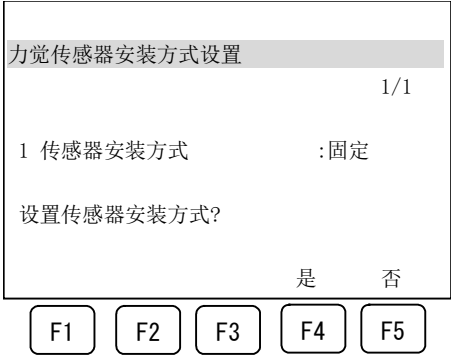 力觉传感器安装方式设置
1/1
1 传感器安装方式 :固定
设置传感器安装方式?
是 否
F1 F2 F3 F4 F5